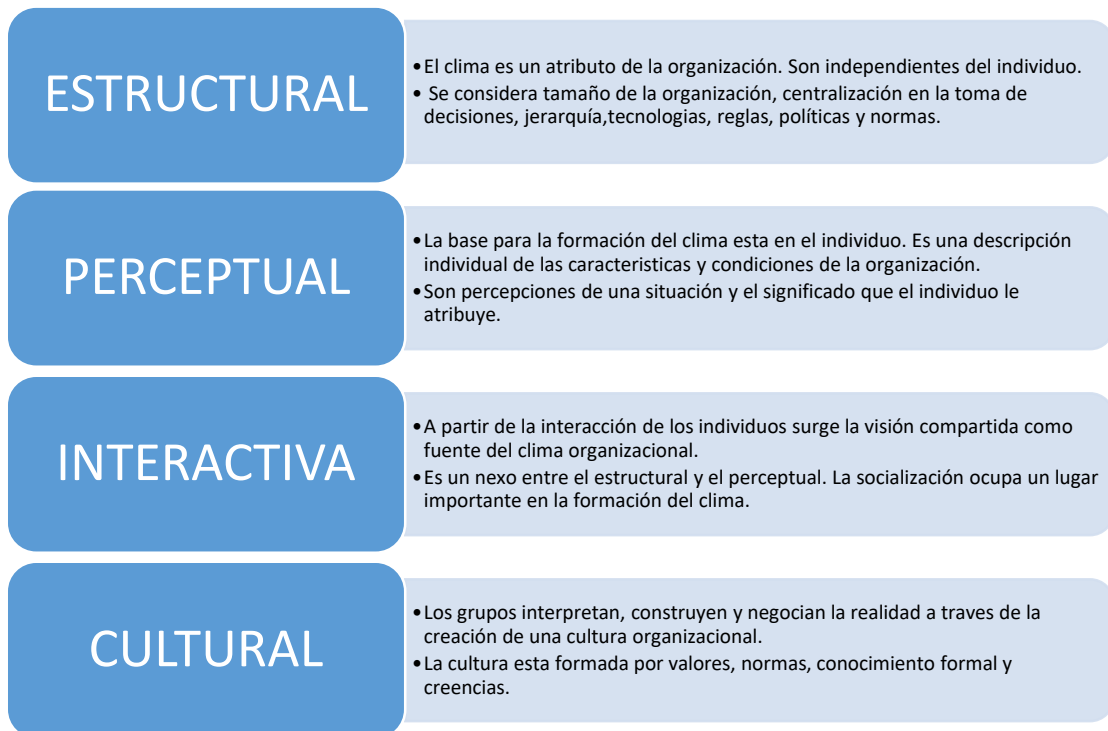 ESTRUCTURAL
•El clima es un atributo de la organización. Son independientes del individuo.
• Se considera tamaño de la organización, centralización en la toma de
decisiones, jerarquía,tecnologias, reglas, políticas y normas.
PERCEPTUAL
•La base para la formación del clima esta en el individuo. Es una descripción
individual de las caracteristicas y condiciones de la organización.
•Son percepciones de una situación y el significado que el individuo le
atribuye.
INTERACTIVA
•A partir de la interacción de los individuos surge la visión compartida como
fuente del clima organizacional.
•Es un nexo entre el estructural y el perceptual. La socialización ocupa un lugar
importante en la formación del clima.
CULTURAL
•Los grupos interpretan, construyen y negocian la realidad a traves de la
creación de una cultura organizacional.
•La cultura esta formada por valores, normas, conocimiento formal y
creencias.